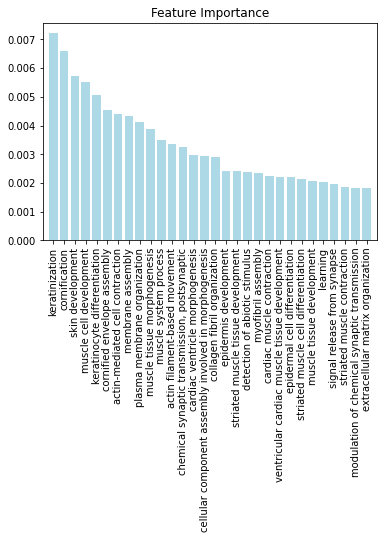 Feature Importance
0.007
0.006
0.005
0.004
0.003
0.002
0.001
0.000
keratinization
cornification
skin development
muscle cell development
keratinocyte differentiation
cornified envelope assembly
actin-mediated cell contraction
membrane assembly
plasma membrane organization
muscle tissue morphogenesis
muscle system process
actin filament-based movement
chemical synaptic transmission, postsynaptic
cardiac ventricle morphogenesis
cellular component assembly involved in morphogenesis
collagen fibril organization
epidermis development
striated muscle tissue development
detection of abiotic stimulus
myofibril assembly
cardiac muscle contraction
ventricular cardiac muscle tissue development
epidermal cell differentiation
striated muscle cell differentiation
muscle tissue development
learning
signal release from synapse
striated muscle contraction
modulation of chemical synaptic transmission
extracellular matrix organization